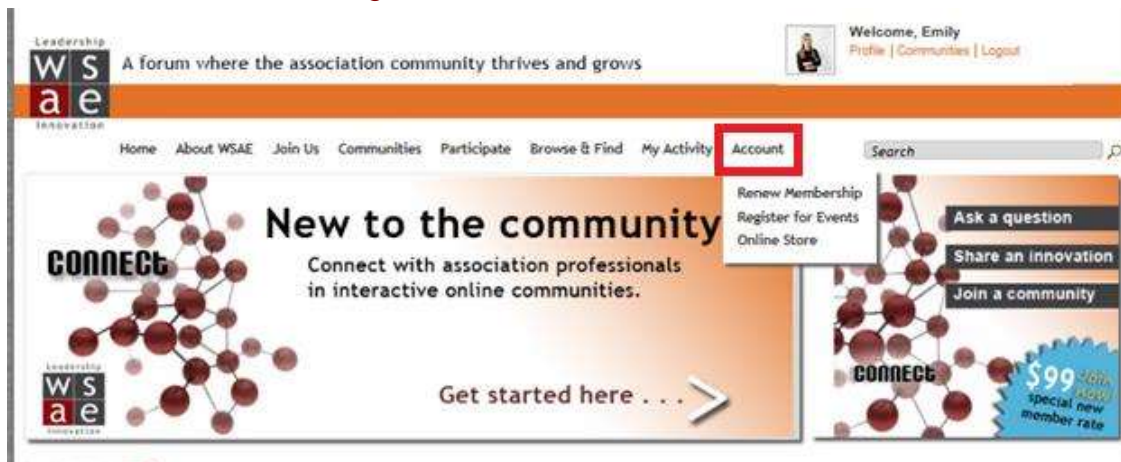 Leadership
W S
a e
Innovation
A forum where the association community thrives and grows
Welcome, Emily
Profile | Communities | Logout
Home About WSAE Join Us Communities Participate Browse & Find My Activity Account
Search
Renew Membership
Register for Events
Online Store
CONNECt
New to the community
Connect with association professionals
in interactive online communities.
Leadership
W S
a e
Innovation
Get started here . . .
Ask a question
Share an innovation
Join a community
CONNECt
$99 Join
Now!
special new
member rate